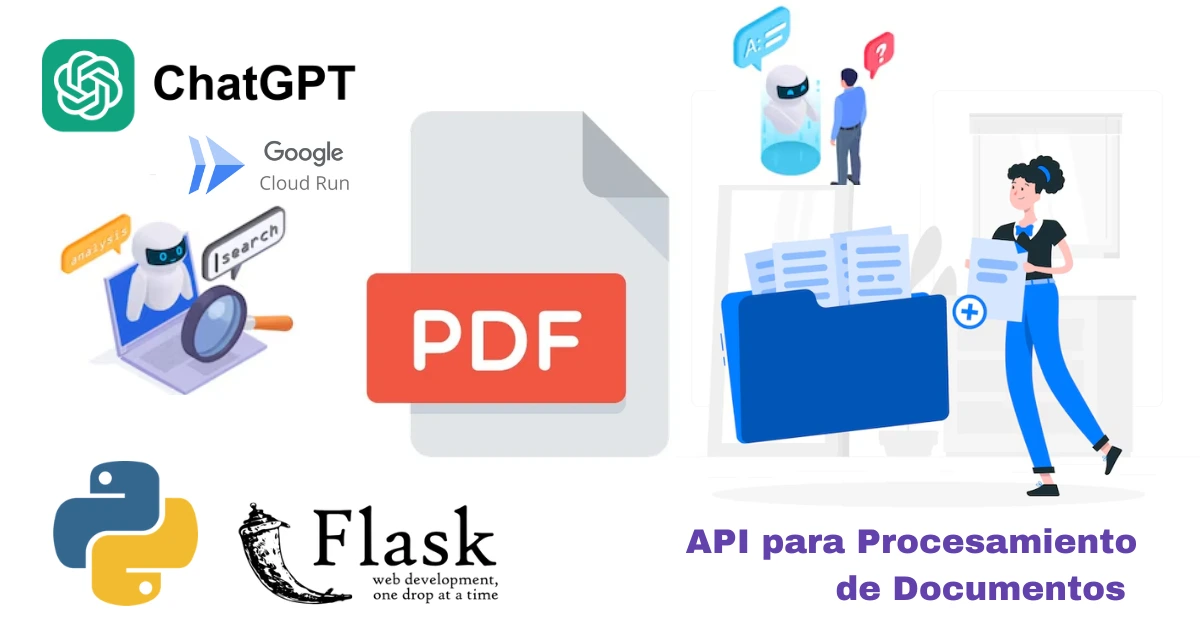 ChatGPT
Google
Cloud Run
analysis
search
A:
?
PDF
Flask
web development,
one drop at a time
API para Procesamiento
de Documentos